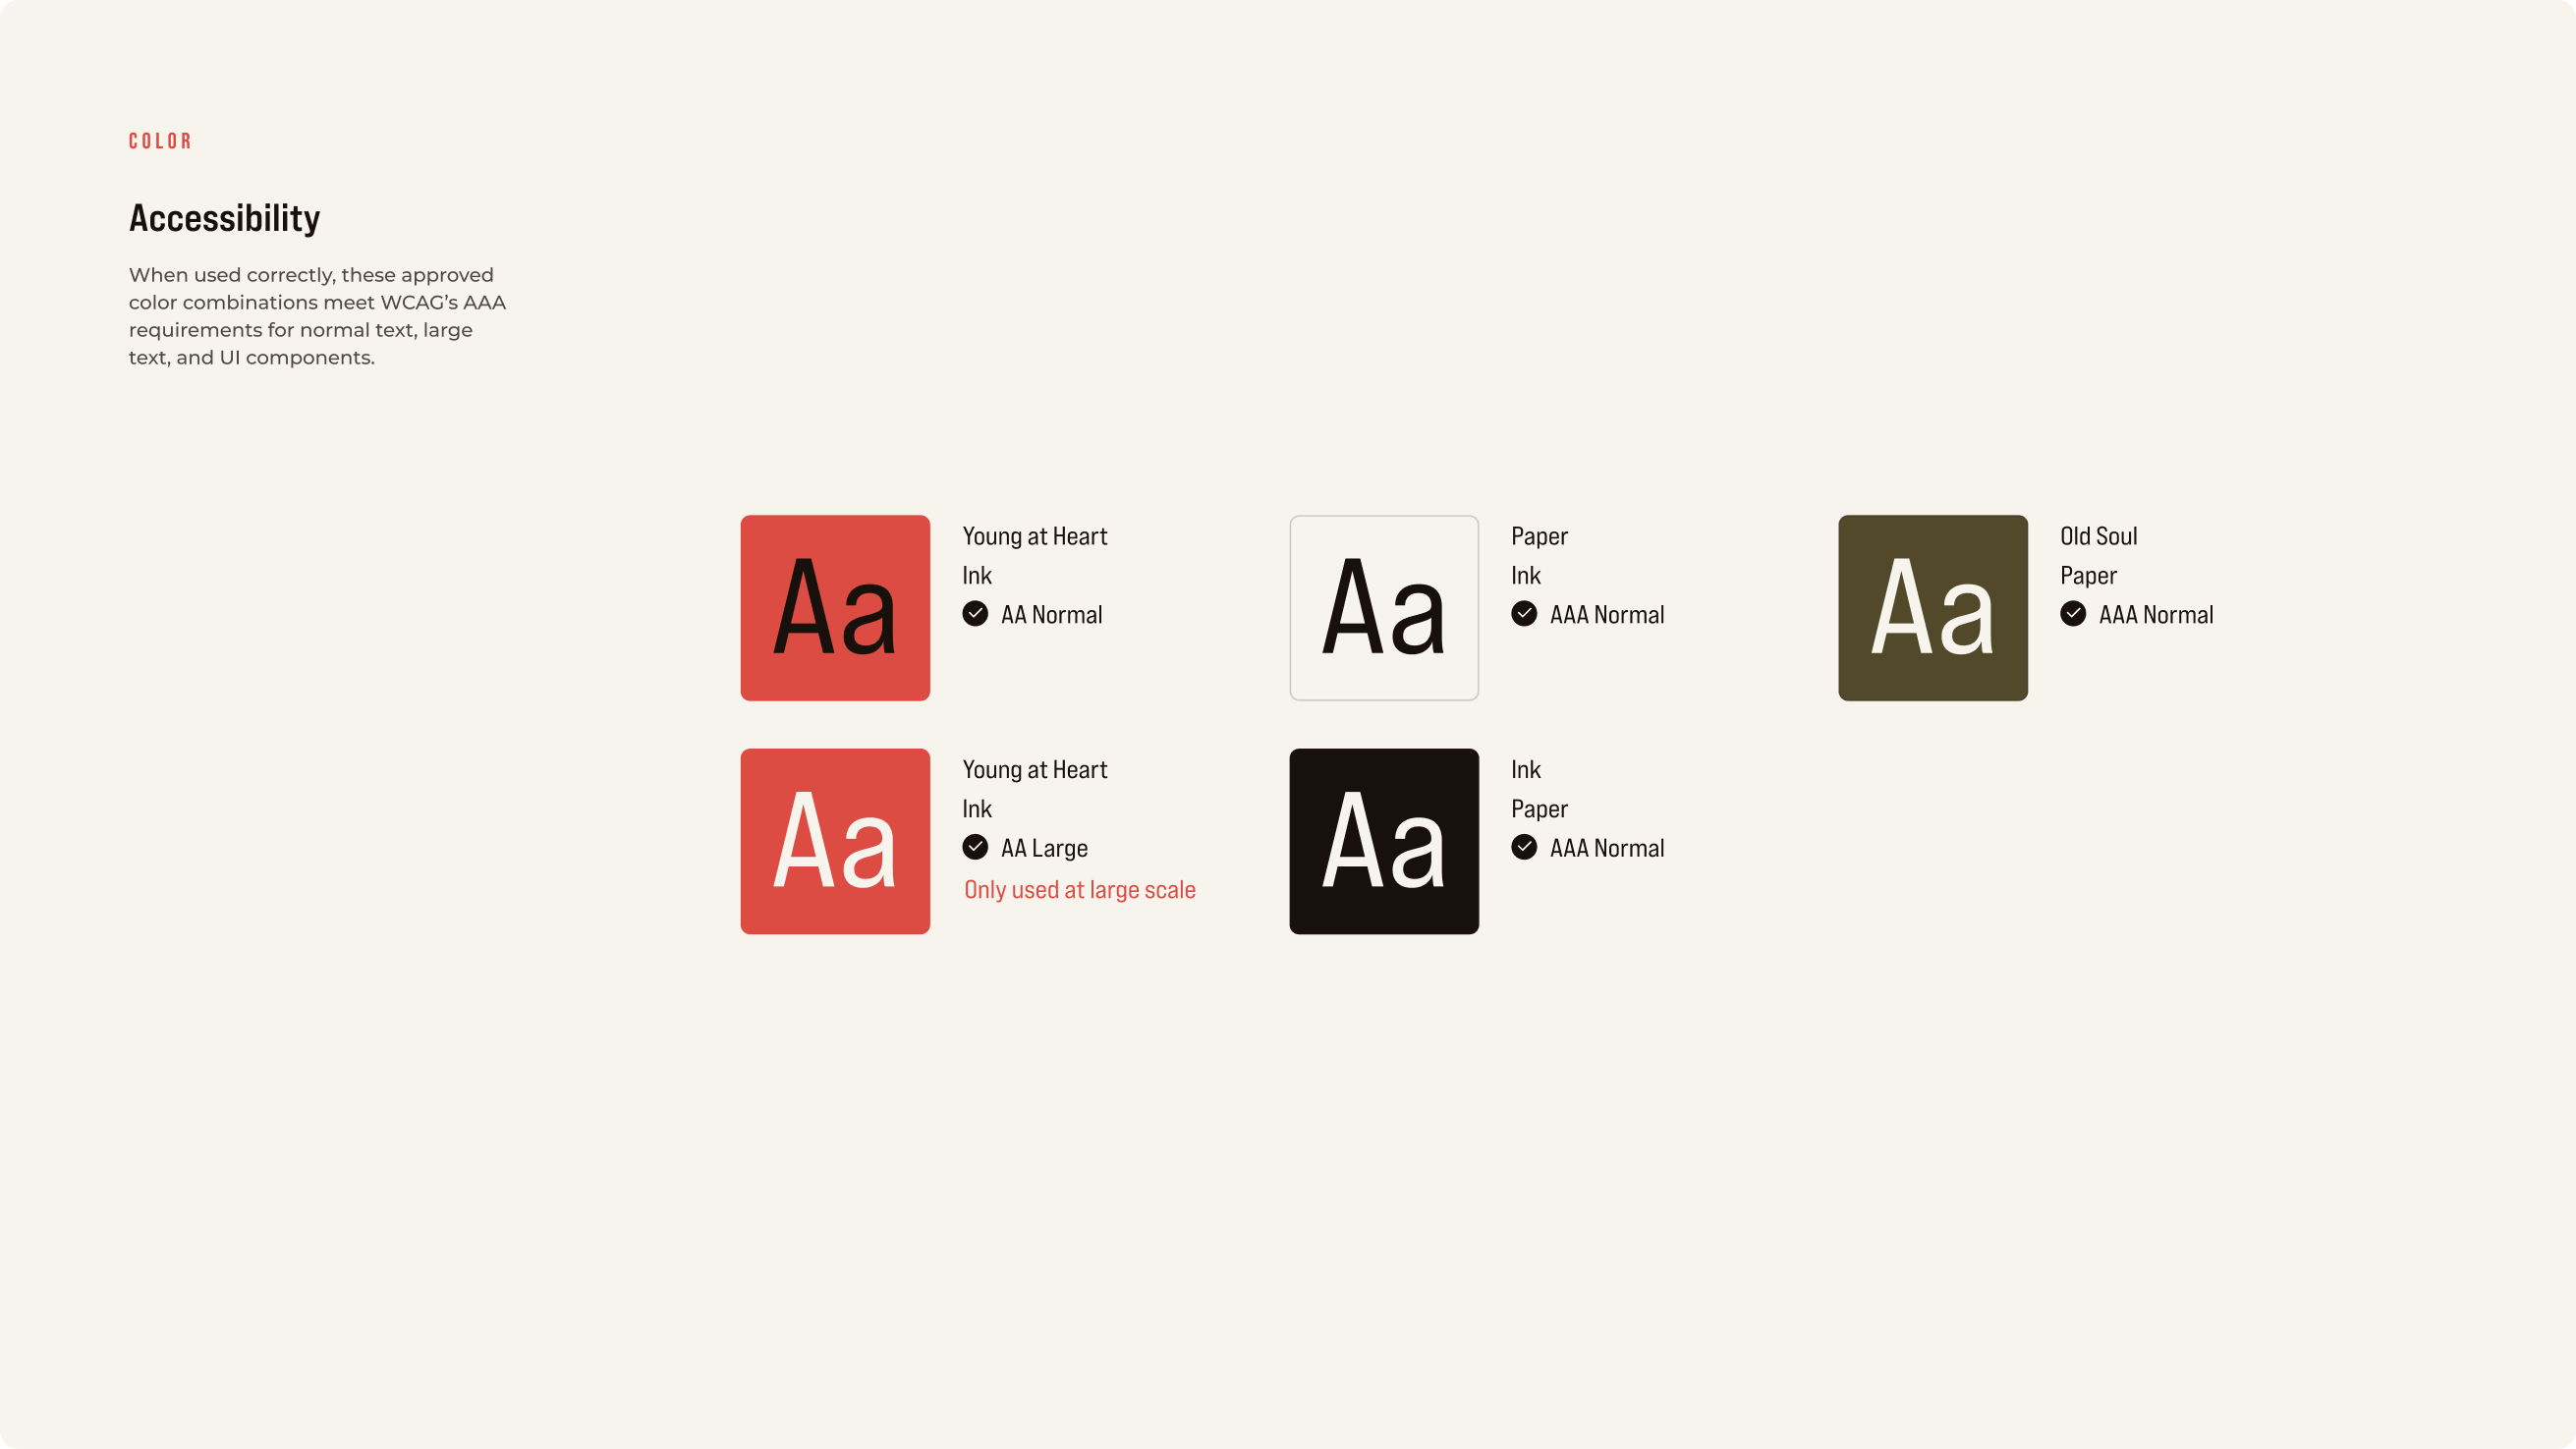 COLOR
Accessibility
When used correctly, these approved
color combinations meet WCAG’s AAA
requirements for normal text, large
text, and UI components.
Aa
Young at Heart
Ink
AA Normal
Aa
Paper
Ink
AAA Normal
Aa
Old Soul
Paper
AAA Normal
Aa
Young at Heart
Ink
AA Large
Only used at large scale
Aa
Ink
Paper
AAA Normal